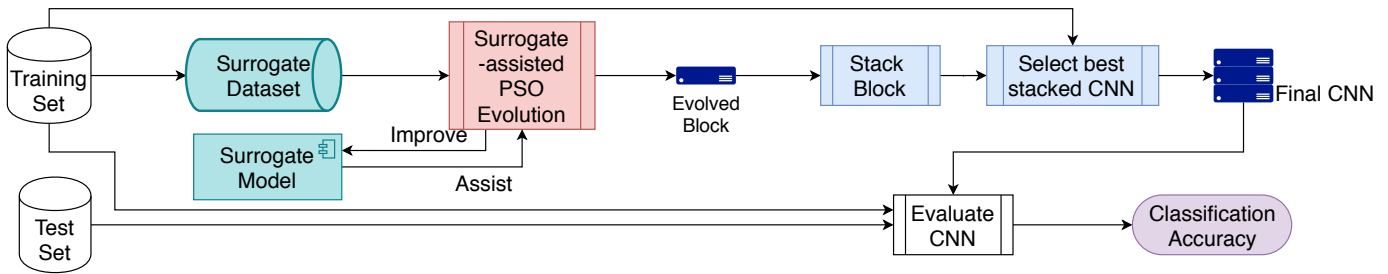 Training
Set
Surrogate
Dataset
Surrogate
-assisted
PSO
Evolution
Evolved
Block
Stack
Block
Select best
stacked CNN
Final CNN
Improve
Surrogate
Model
Assist
Test
Set
Evaluate
CNN
Classification
Accuracy